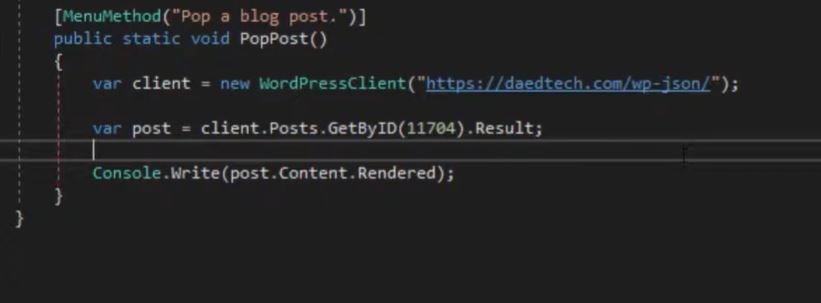 [MenuMethod("Pop a blog post.")]
public static void PopPost()
{
var client = new WordPressClient("https://daedtech.com/wp-json/");
var post = client.Posts.GetByID(11704).Result;
Console.Write(post.Content.Rendered);
}
}